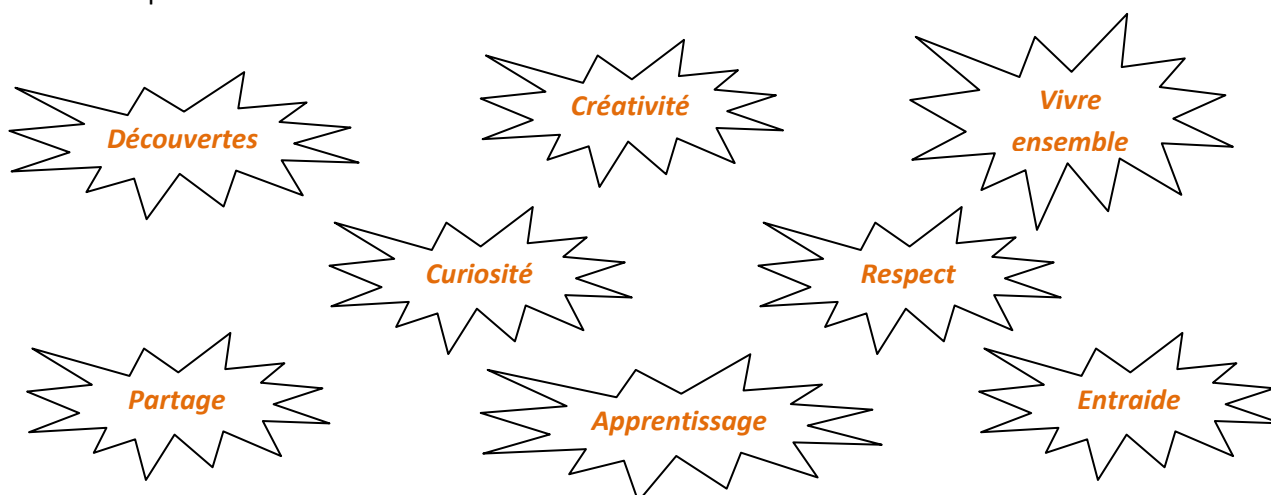 Découvertes
Créativité
Vivre
ensemble
Curiosité
Respect
Partage
Apprentissage
Entraide